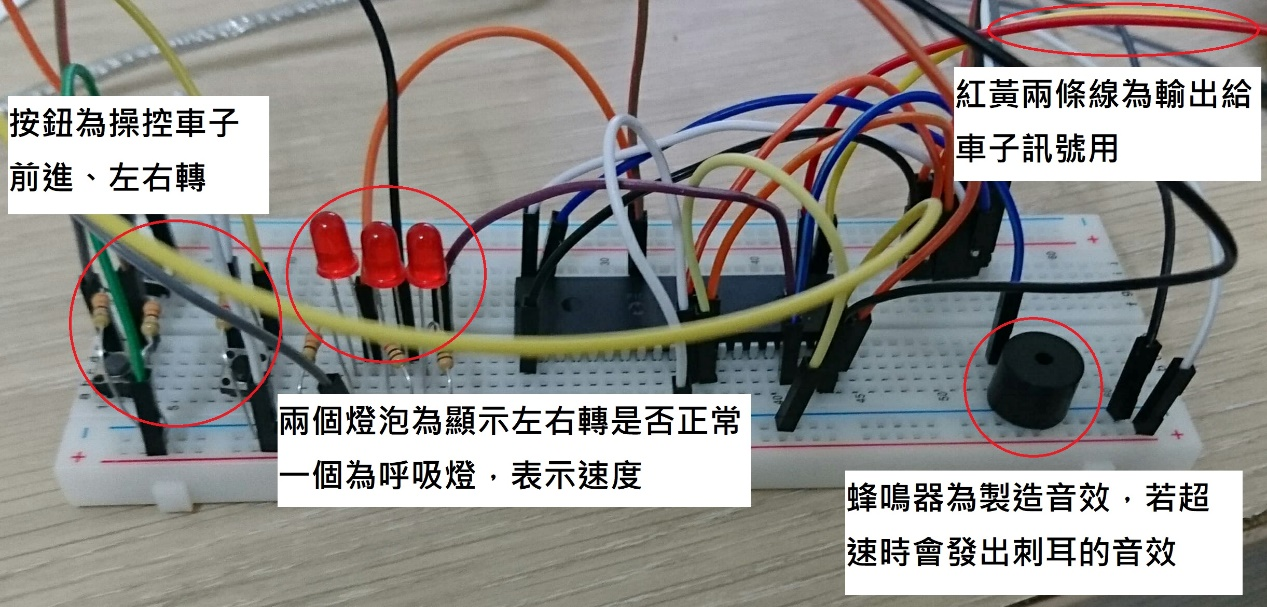 按鈕為操控車子
前進、左右轉
紅黃兩條線為輸出給
車子訊號用
兩個燈泡為顯示左右轉是否正常
一個為呼吸燈，表示速度
蜂鳴器為製造音效，若超
速時會發出刺耳的音效